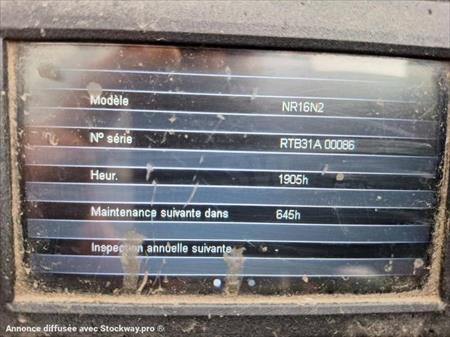 Modèle NR16N2
N° série RTB31A 00086
Heur. 1905h
Maintenance suivante dans 645h
Inspection annuelle suivante
Annonce diffusée avec Stockway.pro ®